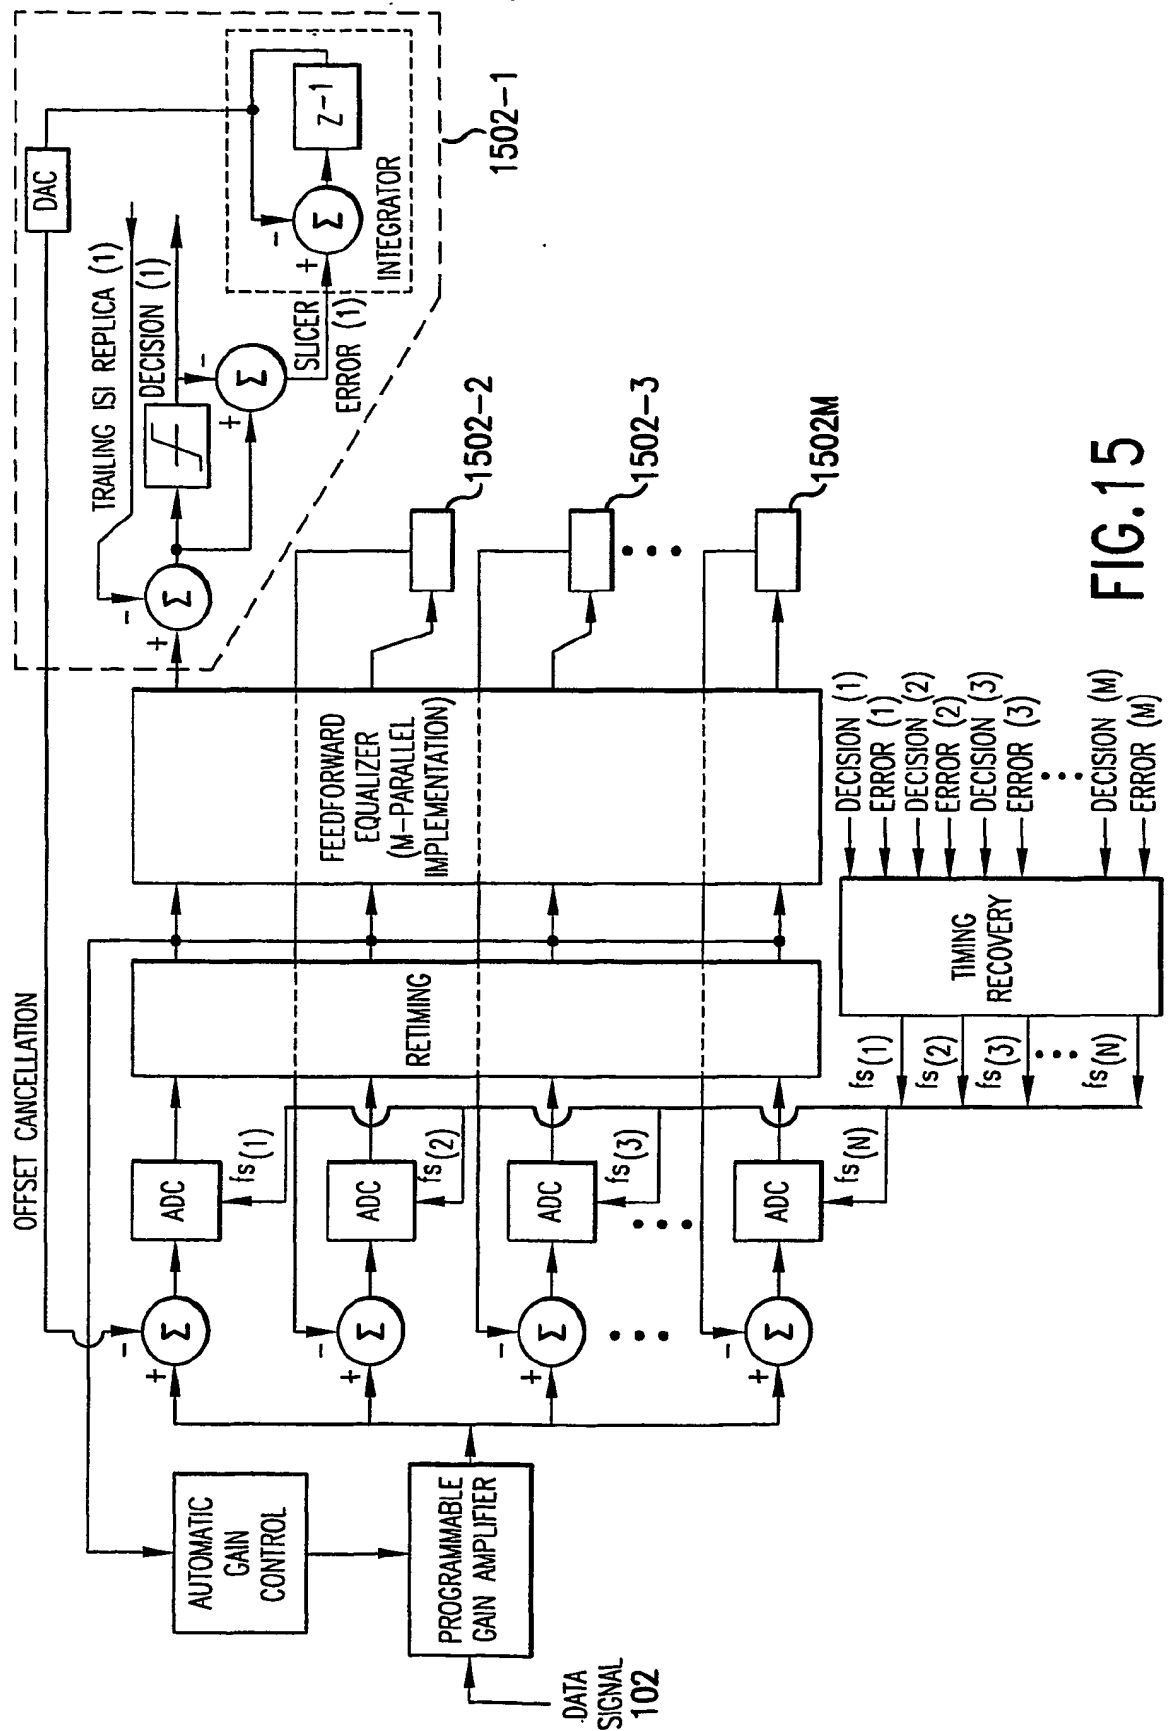 OFFSET CANCELLATION
DAC
TRAILING ISI REPLICA (1)
DECISION (1)
-
+
Σ
-
+
Σ
SLICER
ERROR (1)
-
+
Σ
Z-1
INTEGRATOR
1502-1
AUTOMATIC
GAIN
CONTROL
PROGRAMMABLE
GAIN AMPLIFIER
DATA
SIGNAL
102
-
+
Σ
ADC
fs(1)
-
+
Σ
ADC
fs(2)
-
+
Σ
ADC
fs(3)
-
+
Σ
ADC
fs(N)
RETIMING
FEEDFORWARD
EQUALIZER
(M-PARALLEL
IMPLEMENTATION)
1502-2
1502-3
1502M
fs(1)
fs(2)
fs(3)
fs(N)
TIMING
RECOVERY
DECISION (1)
ERROR (1)
DECISION (2)
ERROR (2)
DECISION (3)
ERROR (3)
DECISION (M)
ERROR (M)
FIG.15